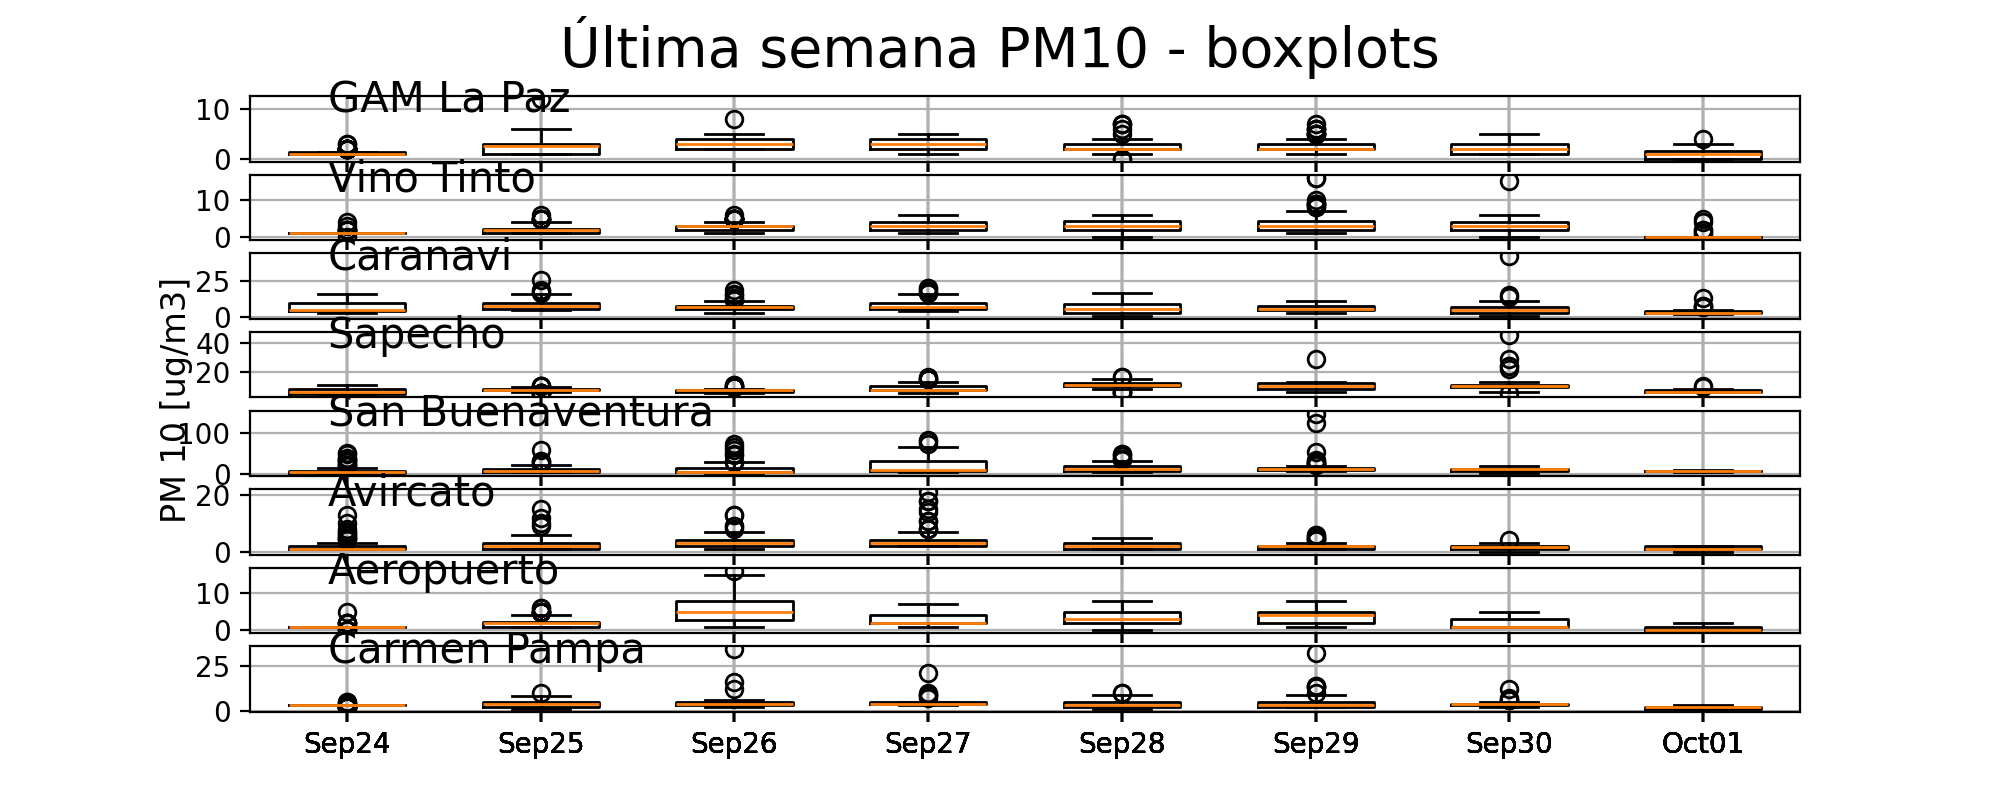 Última semana PM10 - boxplots
GAM La Paz
10
0
Vino Tinto
10
0
Caranavi
25
0
Sapecho
40
20
San Buenaventura
100
0
Avircato
20
0
Aeropuerto
10
0
Carmen Pampa
25
0
PM 10 [ug/m3]
Sep24 Sep25 Sep26 Sep27 Sep28 Sep29 Sep30 Oct01